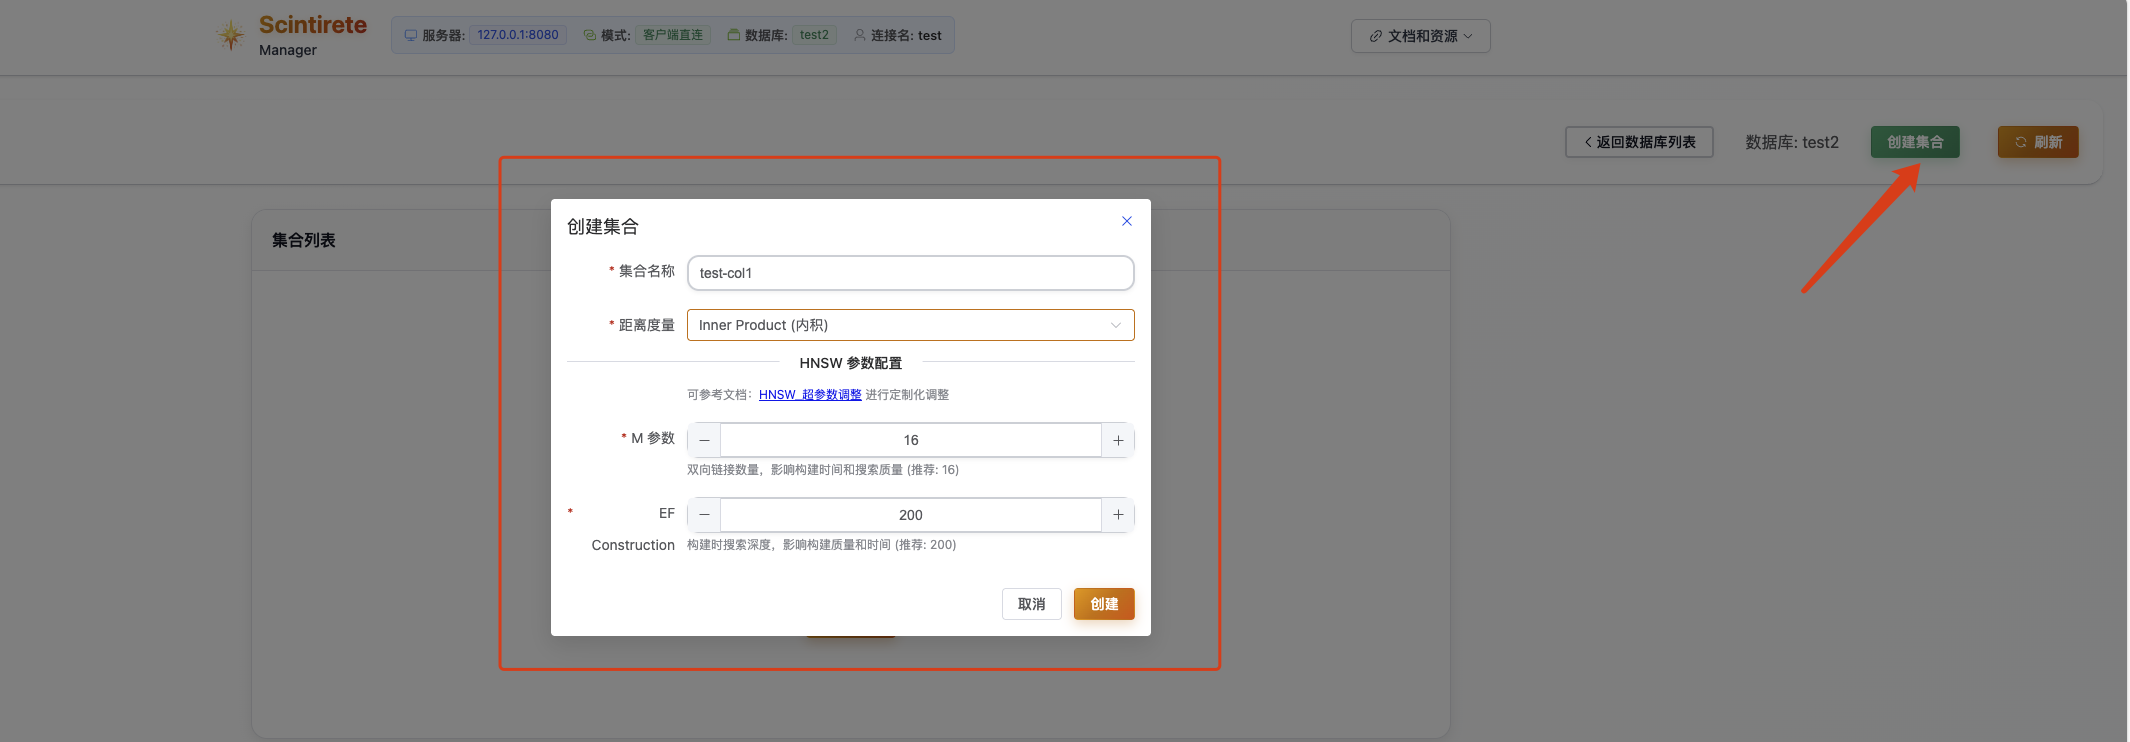 Scintirete
Manager
服务器: 127.0.0.1:8080 模式: 客户端直连 数据库: test2 连接名: test
文档和资源
返回数据库列表 数据库: test2 创建集合 刷新
集合列表
创建集合
* 集合名称 test-col1
* 距离度量 Inner Product (内积)
HNSW 参数配置
可参考文档：HNSW_超参数调整 进行定制化调整
* M 参数 − 16 +
双向链接数量，影响构建时间和搜索质量 (推荐: 16)
* EF Construction − 200 +
构建时搜索深度，影响构建质量和时间 (推荐: 200)
取消 创建